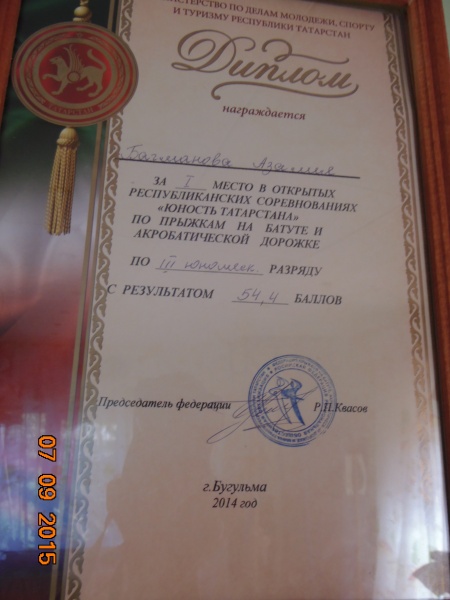 МИНИСТЕРСТВО ПО ДЕЛАМ МОЛОДЕЖИ, СПОРТУ
И ТУРИЗМУ РЕСПУБЛИКИ ТАТАРСТАН
Диплом
награждается
Бачманова Азалия
ЗА I МЕСТО В ОТКРЫТЫХ
РЕСПУБЛИКАНСКИХ СОРЕВНОВАНИЯХ
«ЮНОСТЬ ТАТАРСТАНА»
ПО ПРЫЖКАМ НА БАТУТЕ И
АКРОБАТИЧЕСКОЙ ДОРОЖКЕ
ПО III юношеск РАЗРЯДУ
С РЕЗУЛЬТАТОМ 54,4 БАЛЛОВ
Председатель федерации Р.П.Квасов
г.Бугульма
2014 год
07 09 2015